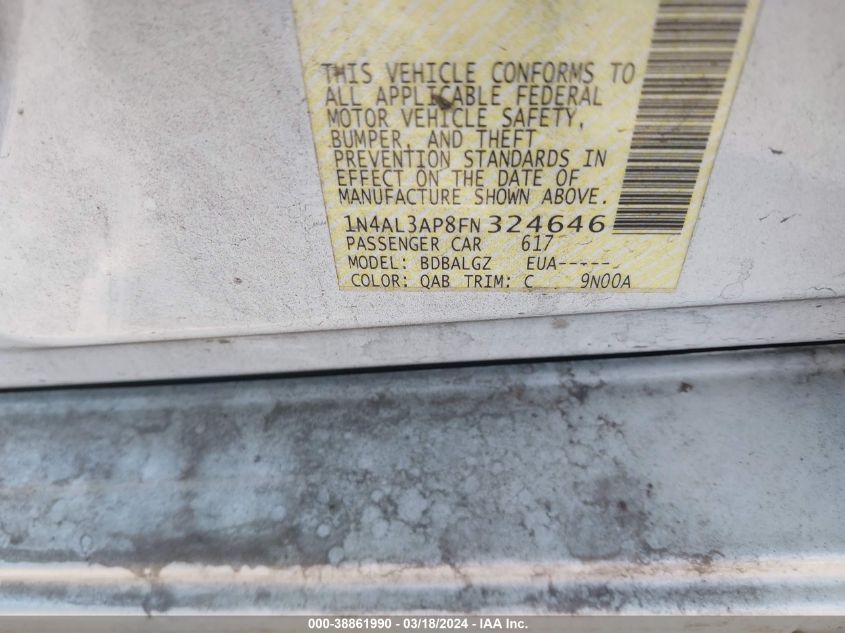 THIS VEHICLE CONFORMS TO
ALL APPLICABLE FEDERAL
MOTOR VEHICLE SAFETY,
BUMPER, AND THEFT
PREVENTION STANDARDS IN
EFFECT ON THE DATE OF
MANUFACTURE SHOWN ABOVE.
1N4AL3AP8FN324646
PASSENGER CAR 617
MODEL: BDBALGZ EUA-----
COLOR: QAB TRIM: C 9N00A
000-38861990 — 03/18/2024 — IAA Inc.